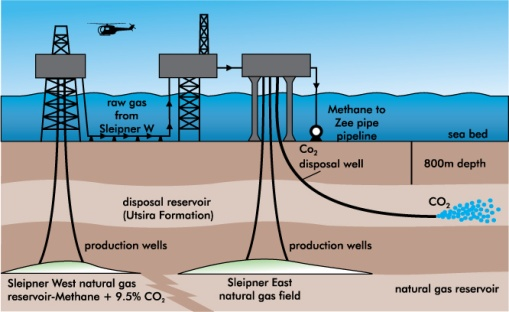 raw gas
from
Sleipner W
Methane to
Zee pipe
pipeline
sea bed
Co₂
disposal well
800m depth
CO₂
disposal reservoir
(Utsira Formation)
production wells
production wells
Sleipner West natural gas
reservoir-Methane + 9.5% CO₂
Sleipner East
natural gas field
natural gas reservoir